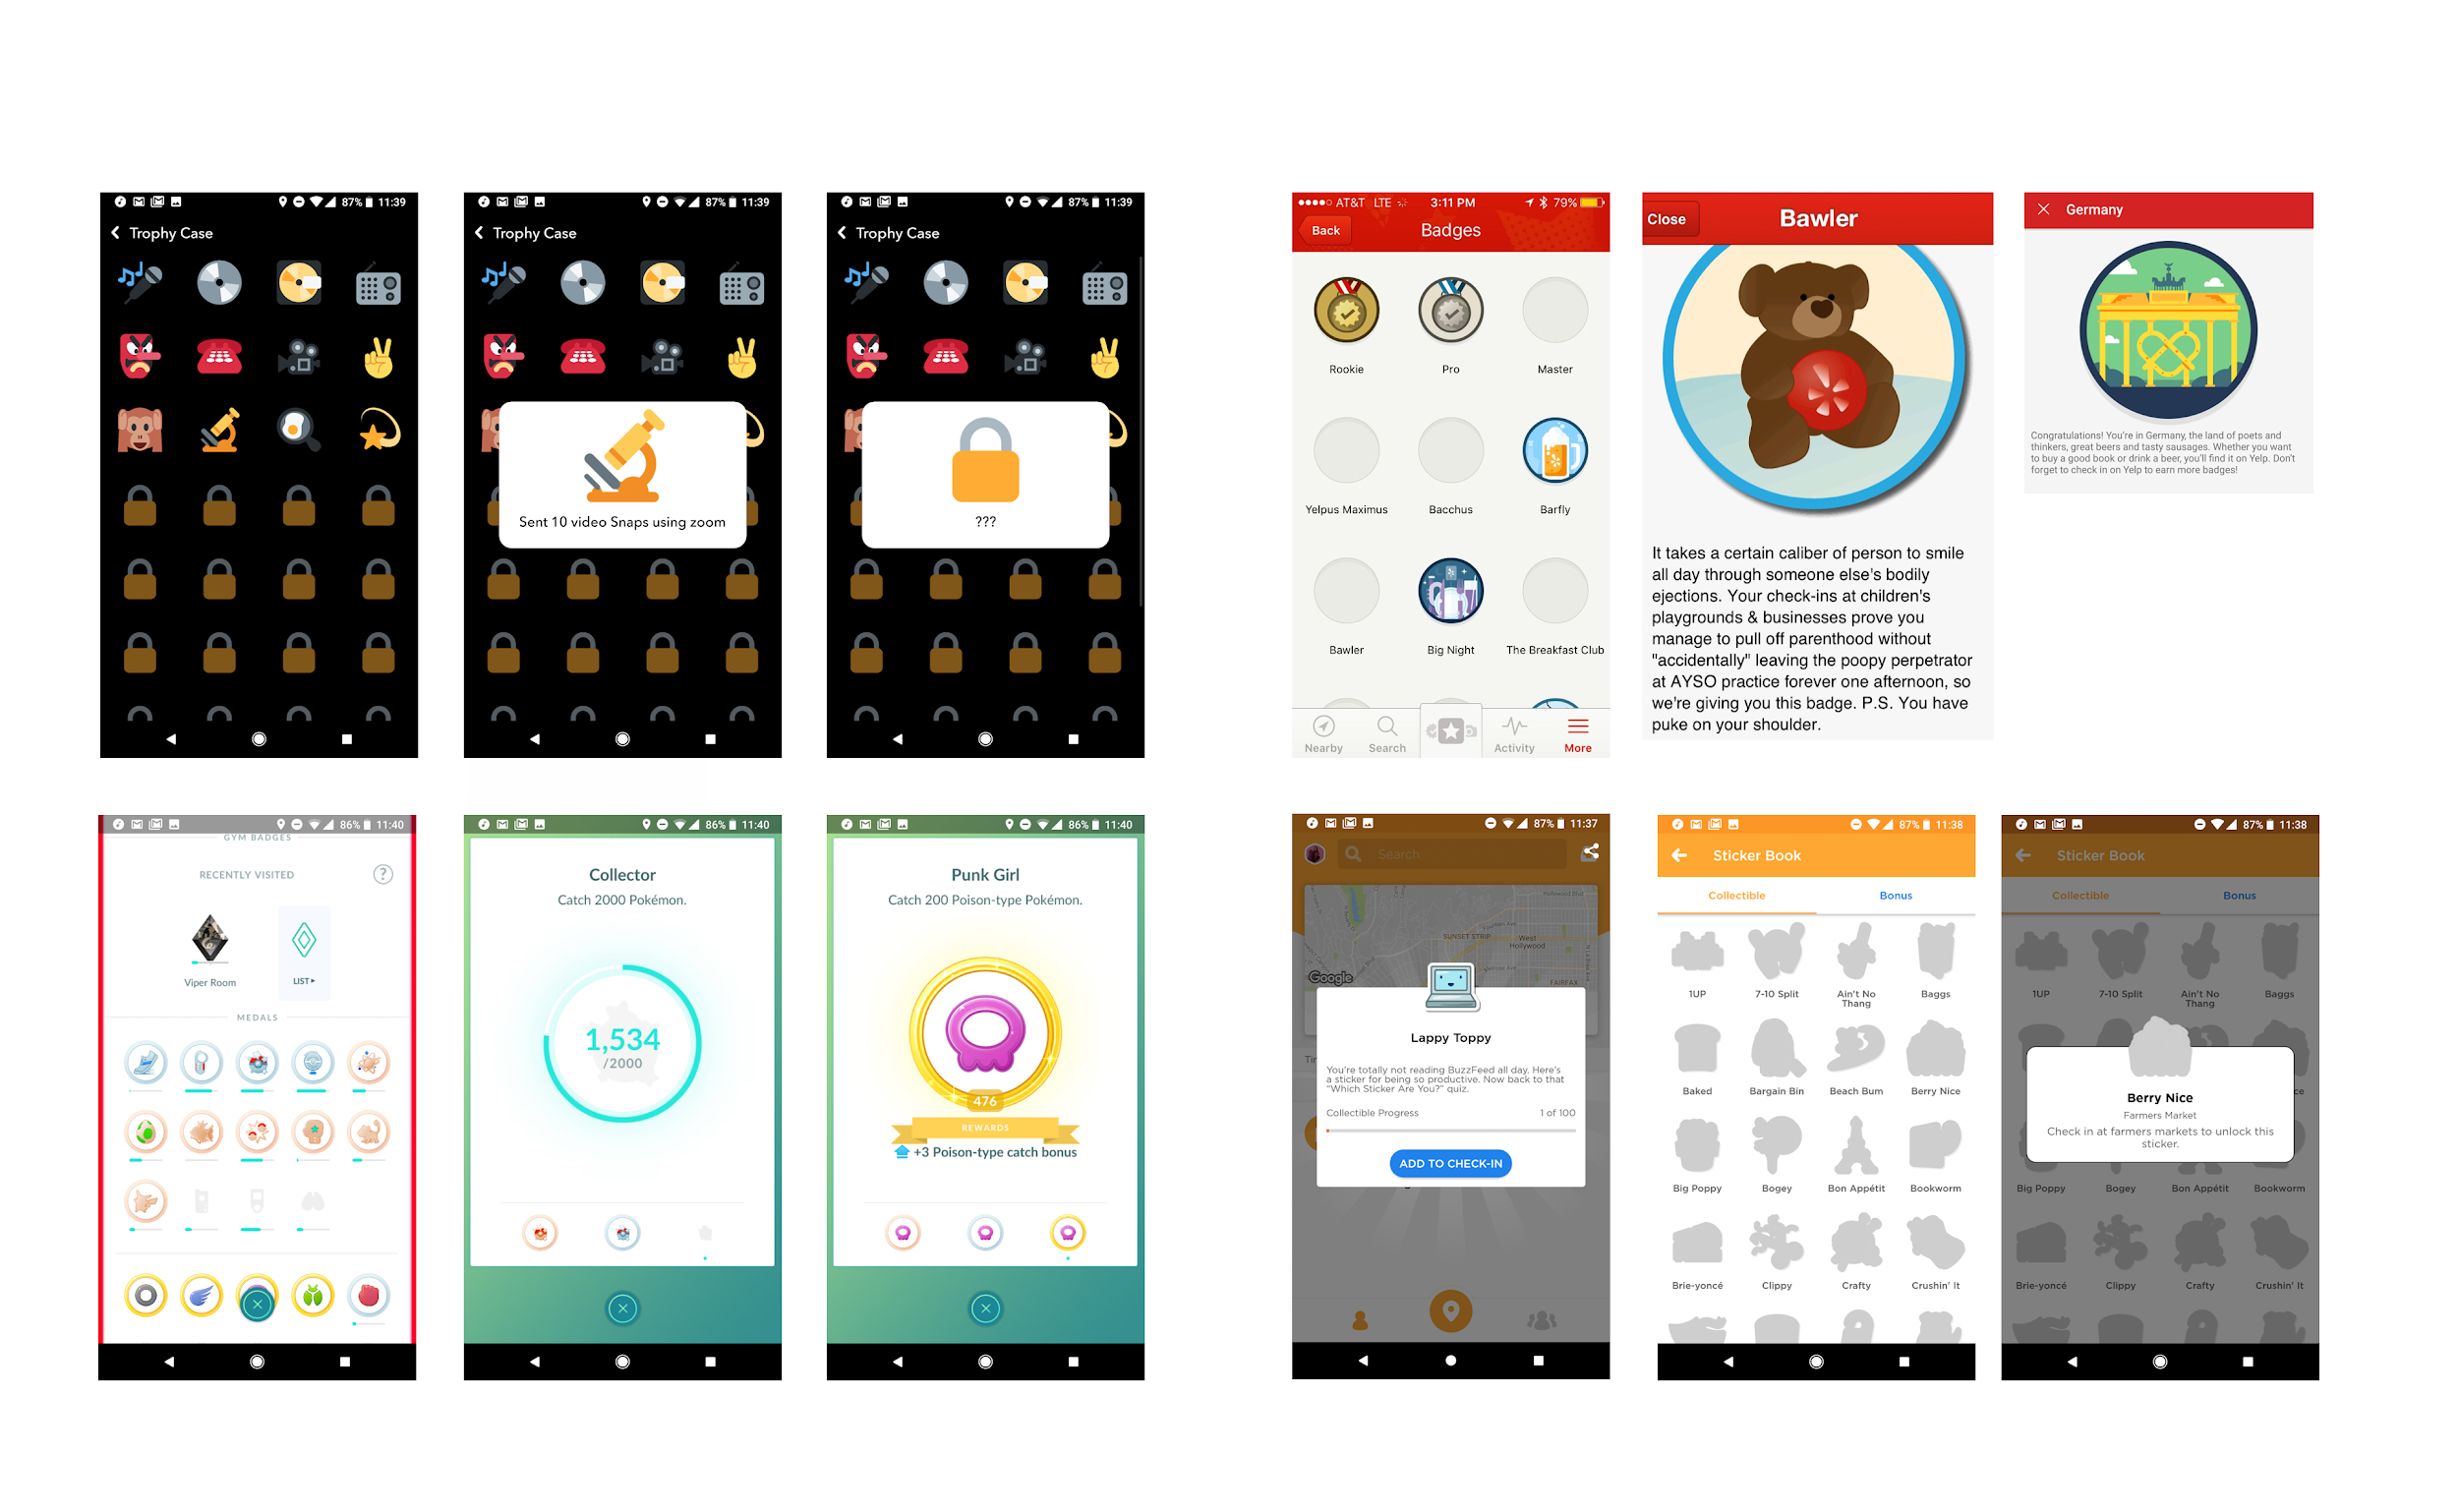 87% 11:39
Trophy Case
87% 11:39
Trophy Case
Sent 10 video Snaps using zoom
87% 11:39
Trophy Case
???
AT&T LTE 3:11 PM 79%
Back Badges
Rookie Pro Master
Yelpus Maximus Bacchus Barfly
Bawler Big Night The Breakfast Club
Nearby Search Activity More
Close Bawler
It takes a certain caliber of person to smile
all day through someone else's bodily
ejections. Your check-ins at children's
playgrounds & businesses prove you
manage to pull off parenthood without
"accidentally" leaving the poopy perpetrator
at AYSO practice forever one afternoon, so
we're giving you this badge. P.S. You have
puke on your shoulder.
Germany
Congratulations! You're in Germany, the land of poets and
thinkers, great beers and tasty sausages. Whether you want
to buy a good book or drink a beer, you'll find it on Yelp. Don't
forget to check in on Yelp to earn more badges!
86% 11:40
GYM BADGES
RECENTLY VISITED ?
Viper Room LIST▸
MEDALS
86% 11:40
Collector
Catch 2000 Pokémon.
1,534
/2000
86% 11:40
Punk Girl
Catch 200 Poison-type Pokémon.
476
REWARDS
+3 Poison-type catch bonus
87% 11:37
Search
SUNSET STRIP
West
Hollywood
Google
FAIRFAX
Lappy Toppy
You're totally not reading BuzzFeed all day. Here's
a sticker for being so productive. Now back to that
"Which Sticker Are You?" quiz.
Collectible Progress 1 of 100
ADD TO CHECK-IN
87% 11:38
Sticker Book
Collectible Bonus
1UP 7-10 Split Ain't No Thang Baggs
Baked Bargain Bin Beach Bum Berry Nice
Big Poppy Bogey Bon Appétit Bookworm
Brie-yoncé Clippy Crafty Crushin' It
87% 11:38
Sticker Book
Collectible Bonus
1UP 7-10 Split Ain't No Thang Baggs
Berry Nice
Farmers Market
Check in at farmers markets to unlock this
sticker.
Big Poppy Bogey Bon Appétit Bookworm
Brie-yoncé Clippy Crafty Crushin' It